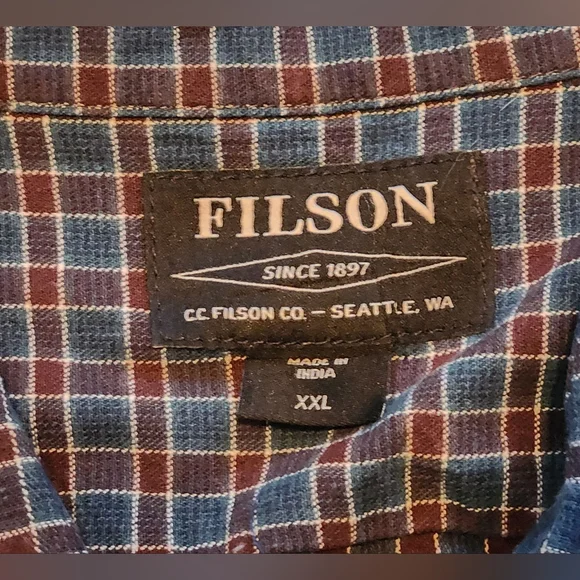 FILSON
SINCE 1897
C.C. FILSON CO. – SEATTLE, WA
MADE IN
INDIA
XXL